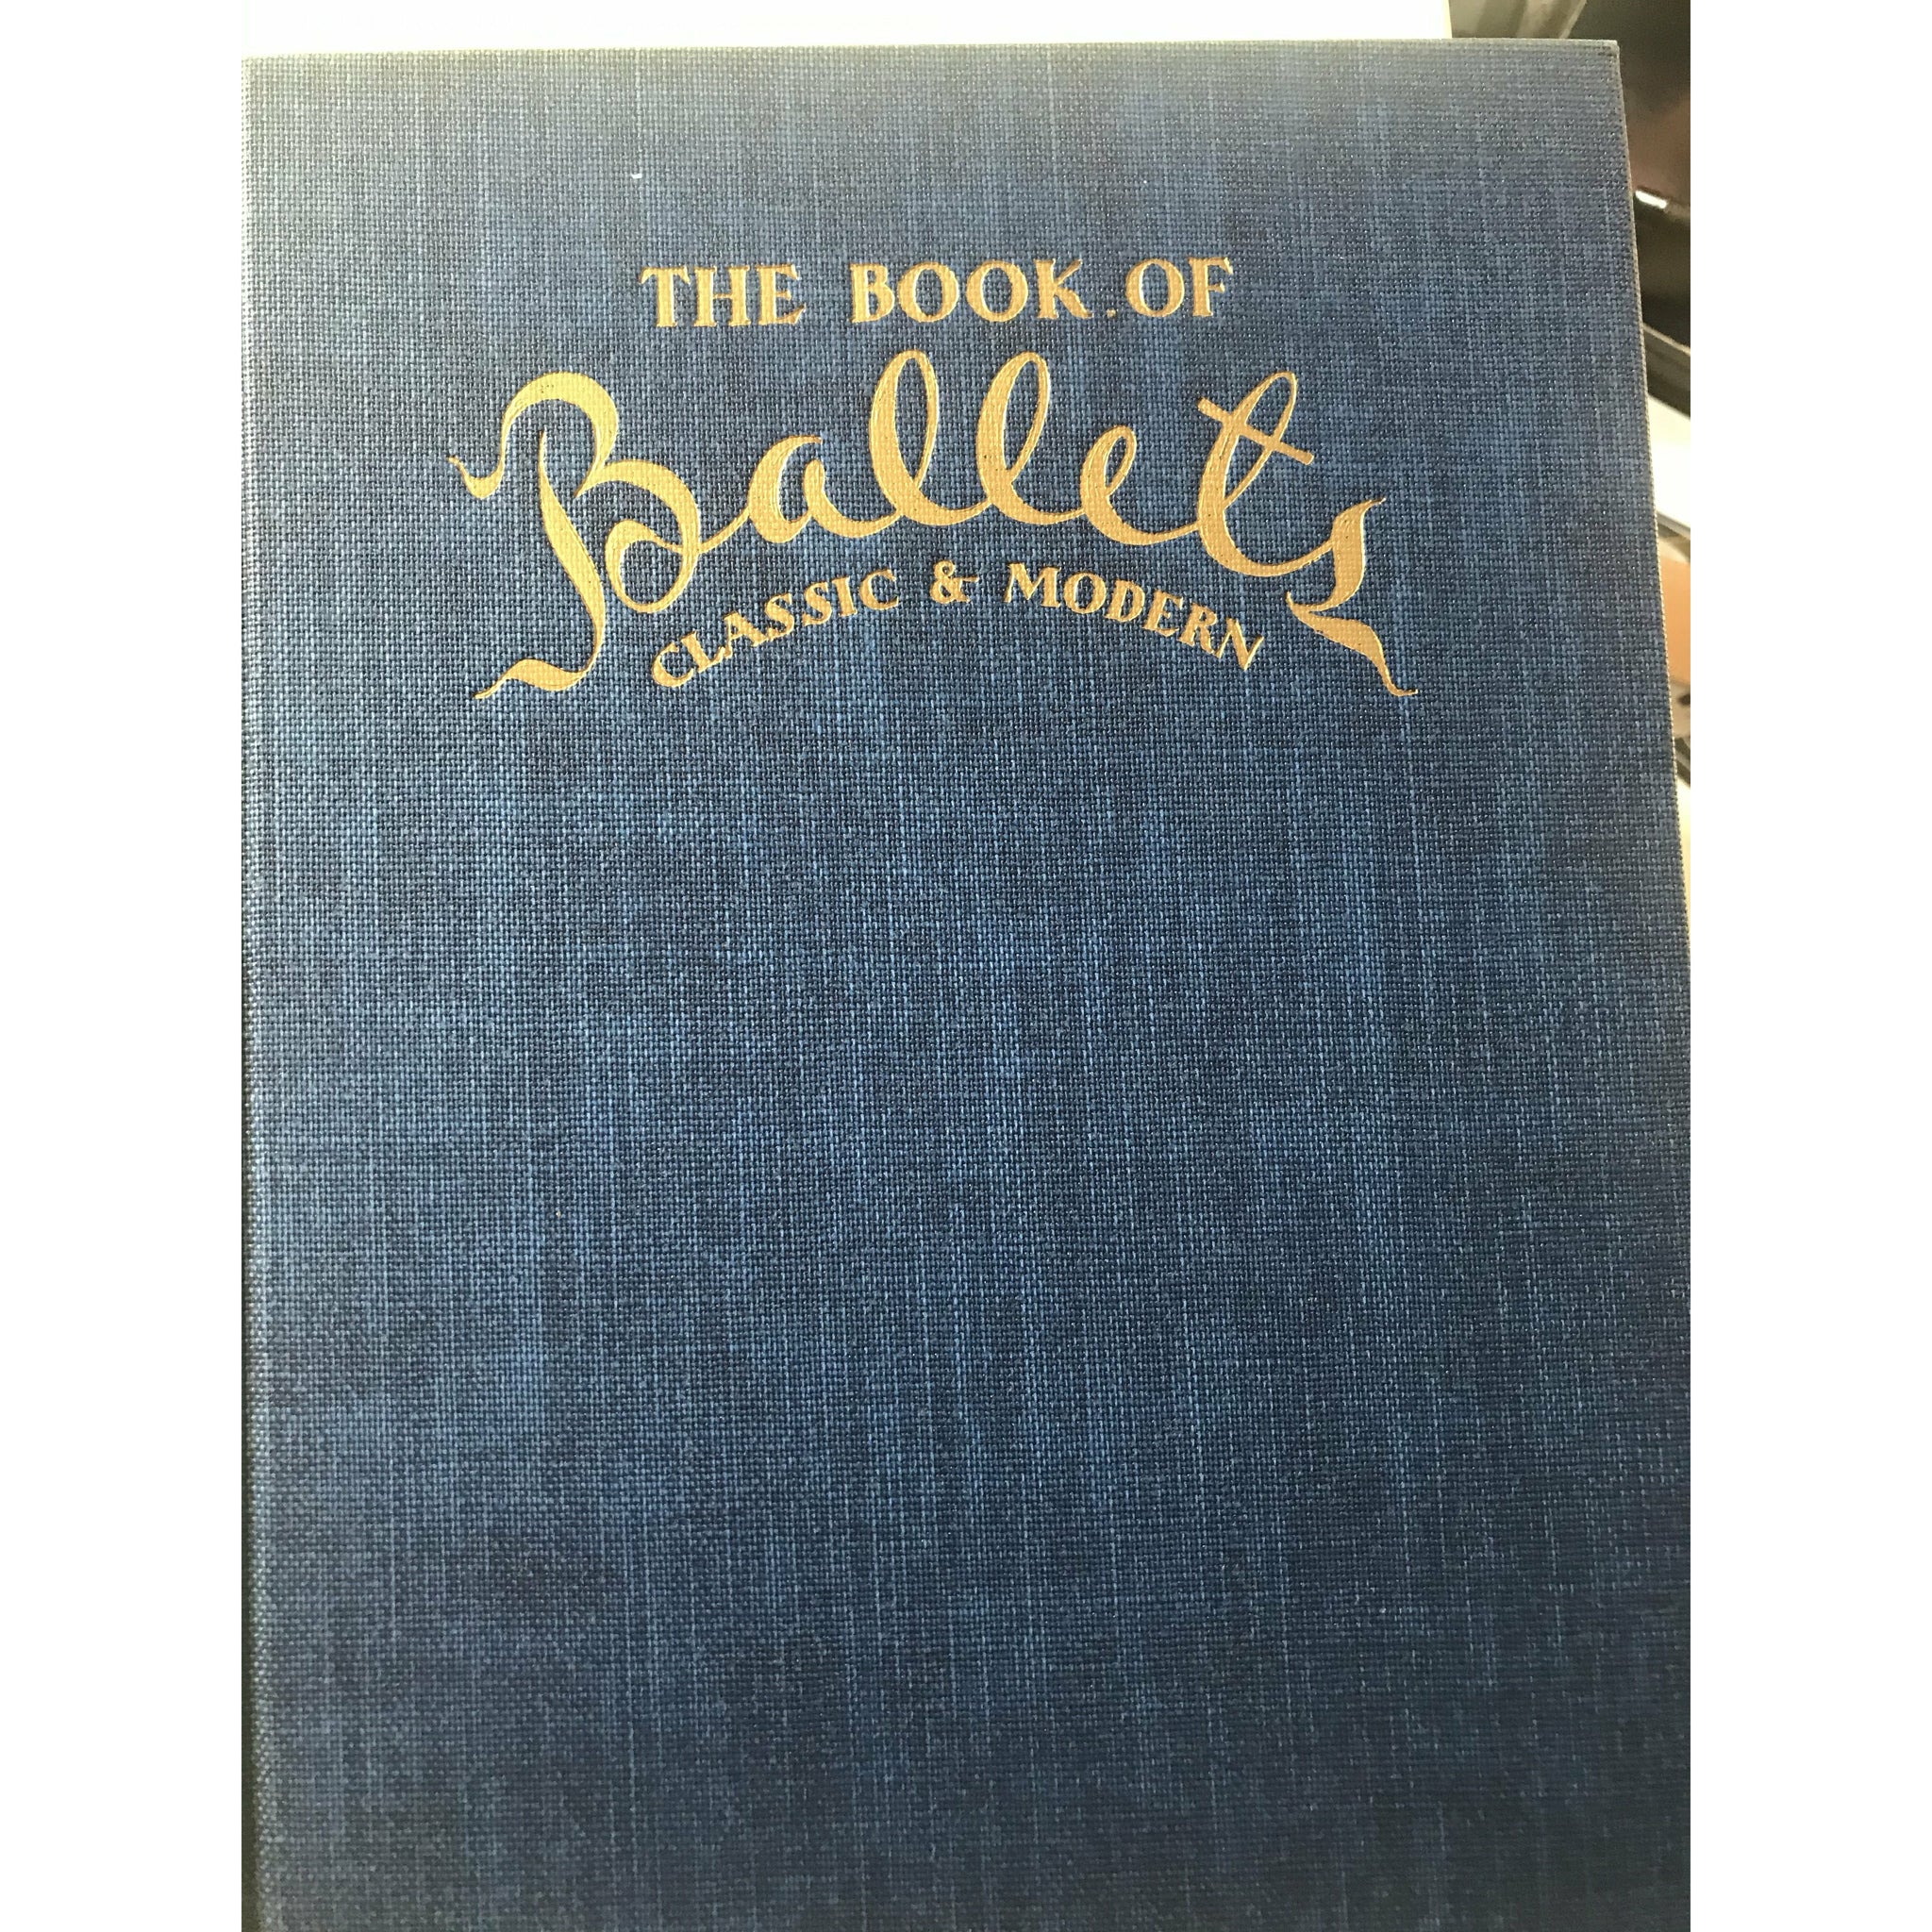 THE BOOK OF
Ballets
CLASSIC & MODERN